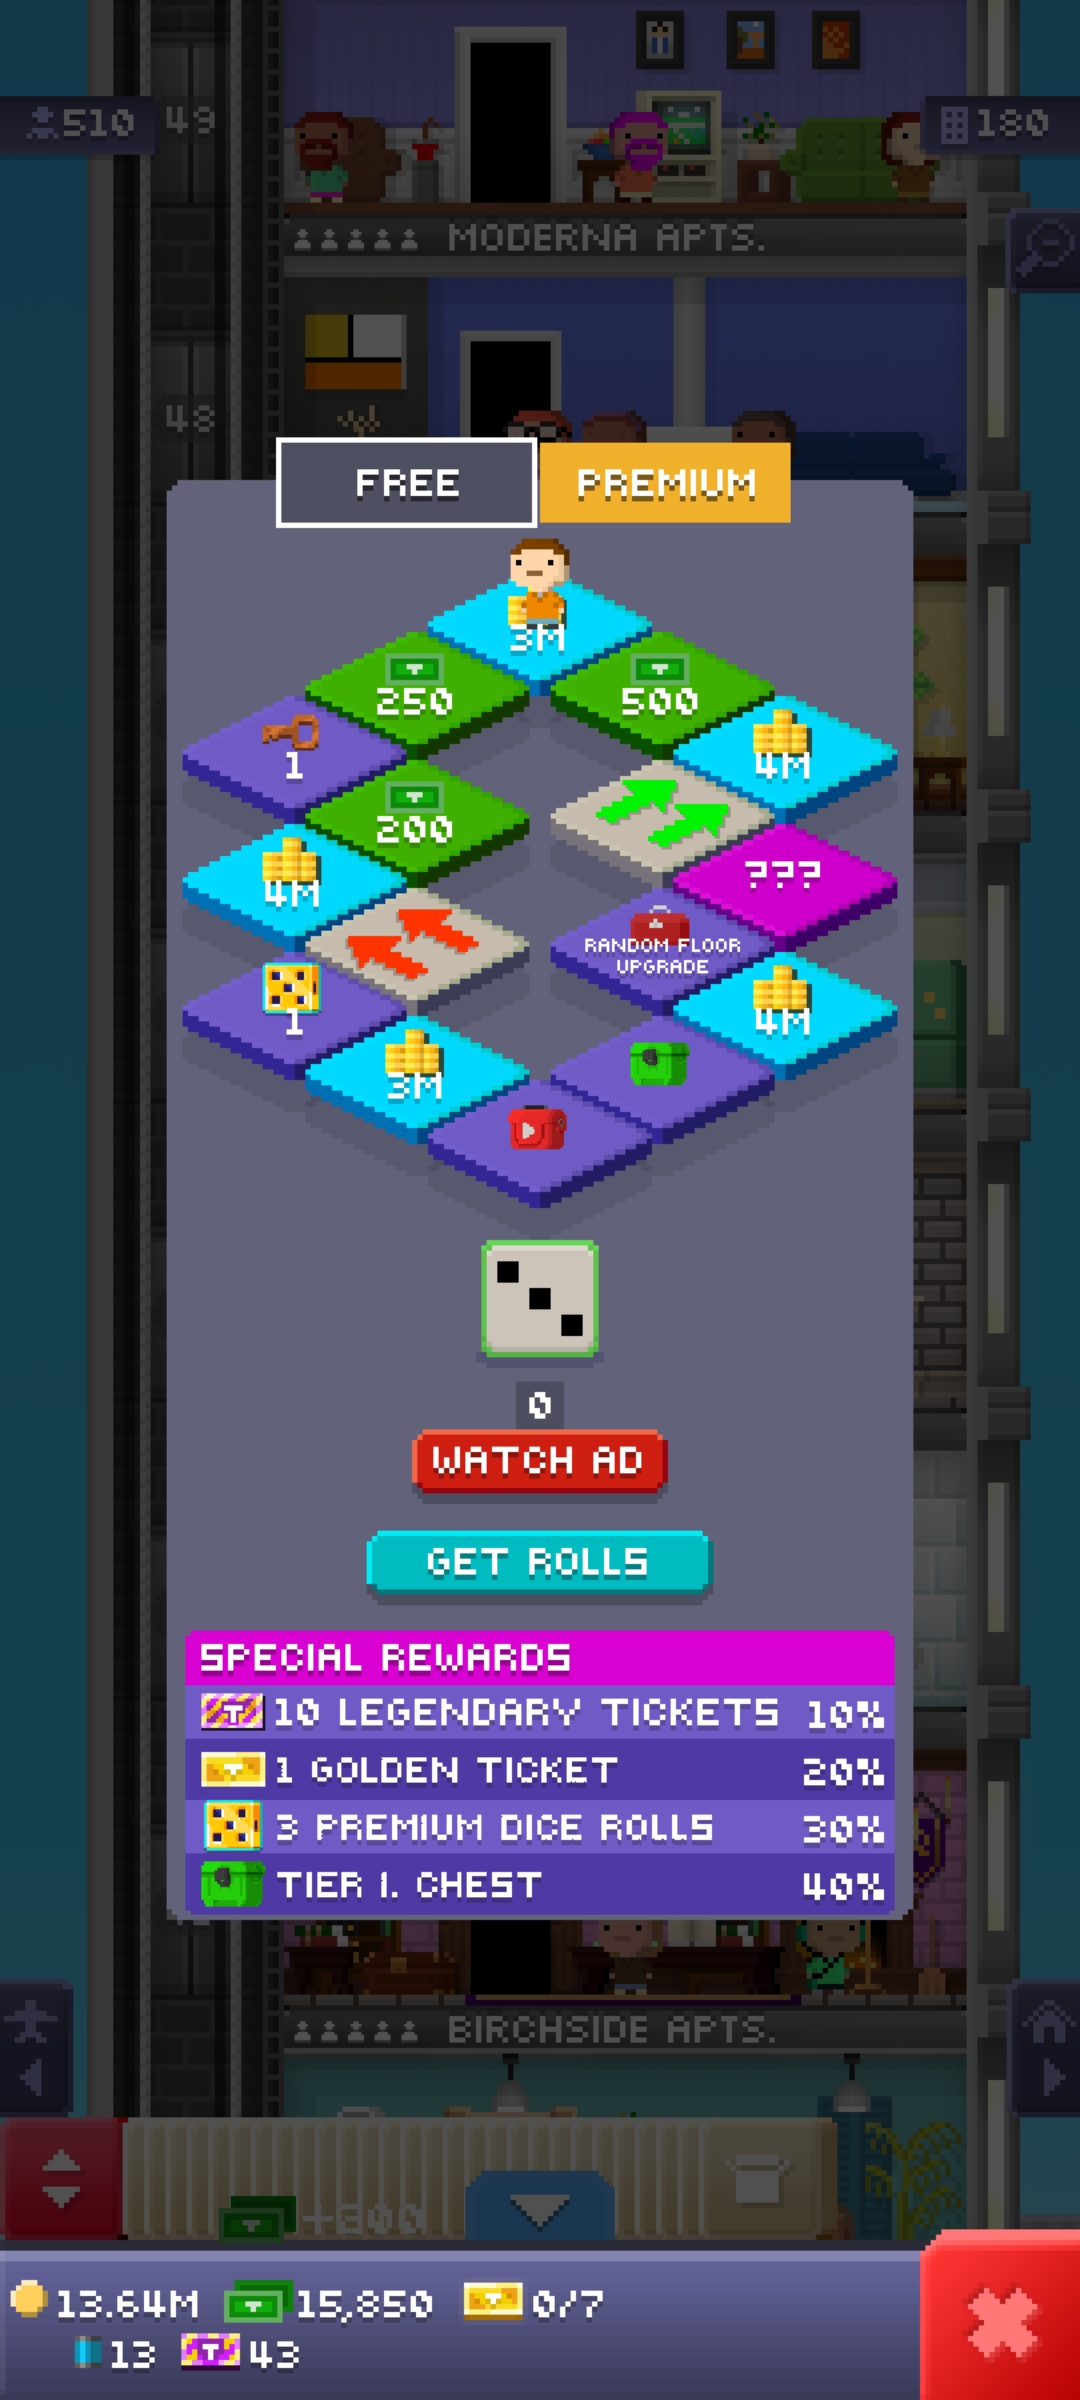 510
49
180
MODERNA APTS.
48
FREE
PREMIUM
3M
250
500
1
4M
200
4M
???
RANDOM FLOOR
UPGRADE
1
4M
3M
0
WATCH AD
GET ROLLS
SPECIAL REWARDS
10 LEGENDARY TICKETS 10%
1 GOLDEN TICKET 20%
3 PREMIUM DICE ROLLS 30%
TIER 1. CHEST 40%
BIRCHSIDE APTS.
13.64M 15,850 0/7
13 43